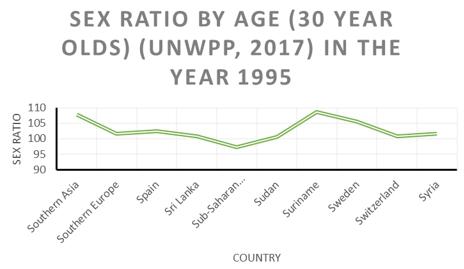 SEX RATIO BY AGE (30 YEAR
OLDS) (UNWPP, 2017) IN THE
YEAR 1995
110
105
100
95
90
SEX RATIO
Southern Asia
Southern Europe
Spain
Sri Lanka
Sub-Saharan...
Sudan
Suriname
Sweden
Switzerland
Syria
COUNTRY